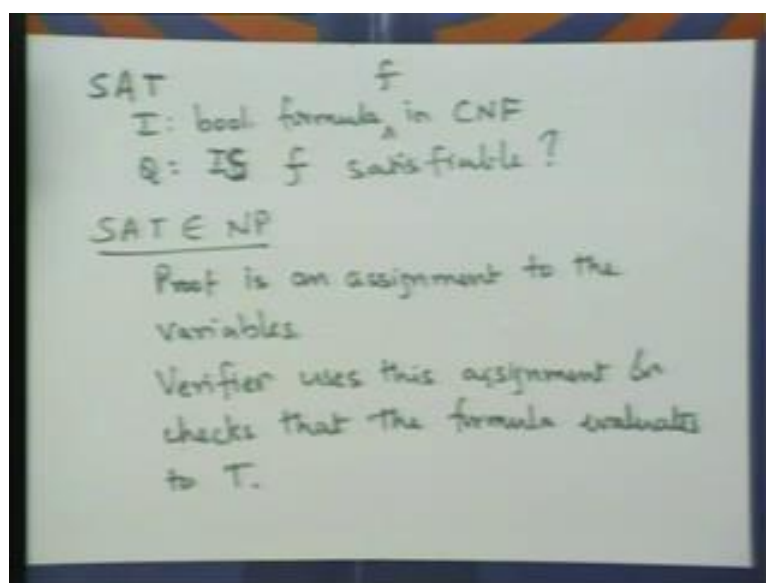 SAT
I: bool formula f in CNF
Q: IS f satisfiable?
SAT ∈ NP
Proof is an assignment to the
variables
Verifier uses this assignment &
checks that the formula evaluates
to T.